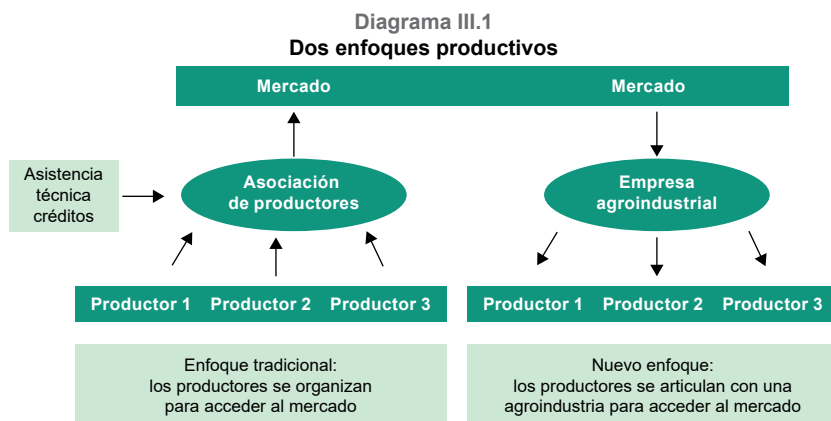 Diagrama III.1
Dos enfoques productivos
Mercado
Mercado
Asistencia
técnica
créditos
Asociación
de productores
Empresa
agroindustrial
Productor 1 Productor 2 Productor 3
Productor 1 Productor 2 Productor 3
Enfoque tradicional:
los productores se organizan
para acceder al mercado
Nuevo enfoque:
los productores se articulan con una
agroindustria para acceder al mercado